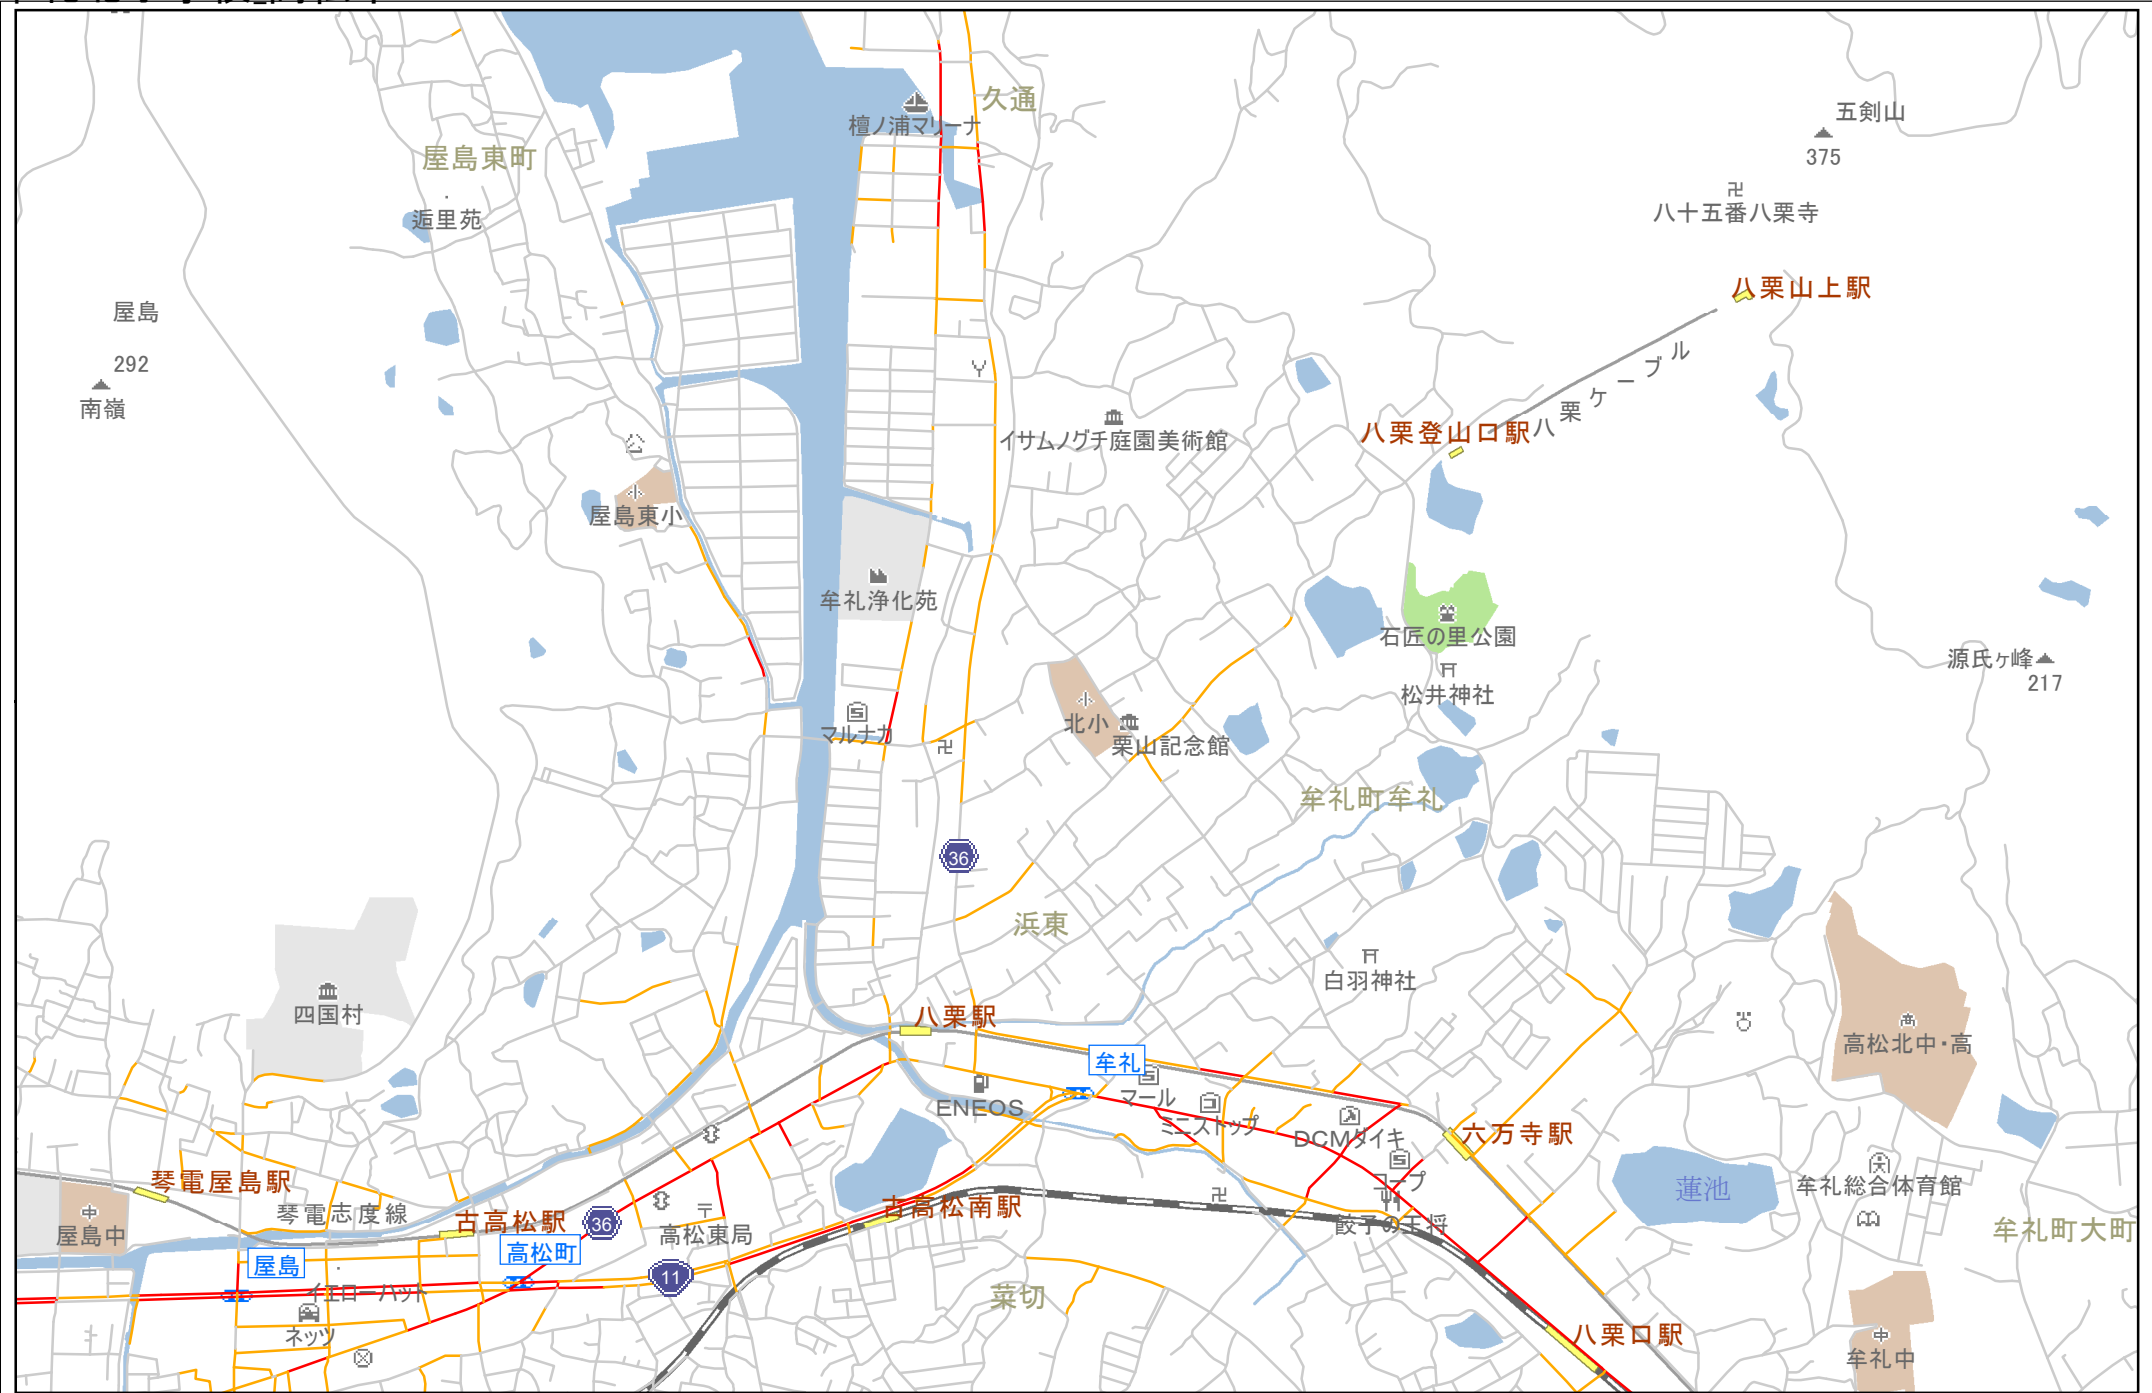 久通
五剣山
375
檀ノ浦マリーナ
屋島東町
八十五番八栗寺
逅里苑
八栗山上駅
屋島
292
南嶺
八栗ケーブル
八栗登山口駅
イサムノグチ庭園美術館
屋島東小
牟礼浄化苑
石匠の里公園
源氏ヶ峰
217
松井神社
北小
マルナカ
栗山記念館
牟礼町牟礼
36
浜東
白羽神社
四国村
八栗駅
高松北中・高
牟礼
マール
ENEOS
ミニストップ
DCMダイキ
六万寺駅
コープ
琴電屋島駅
蓮池
牟礼総合体育館
琴電志度線
古高松駅
36
古高松南駅
屋島中
高松東局
餃子の王将
牟礼町大町
高松町
屋島
11
イエローハット
菜切
ネッツ
八栗口駅
牟礼中